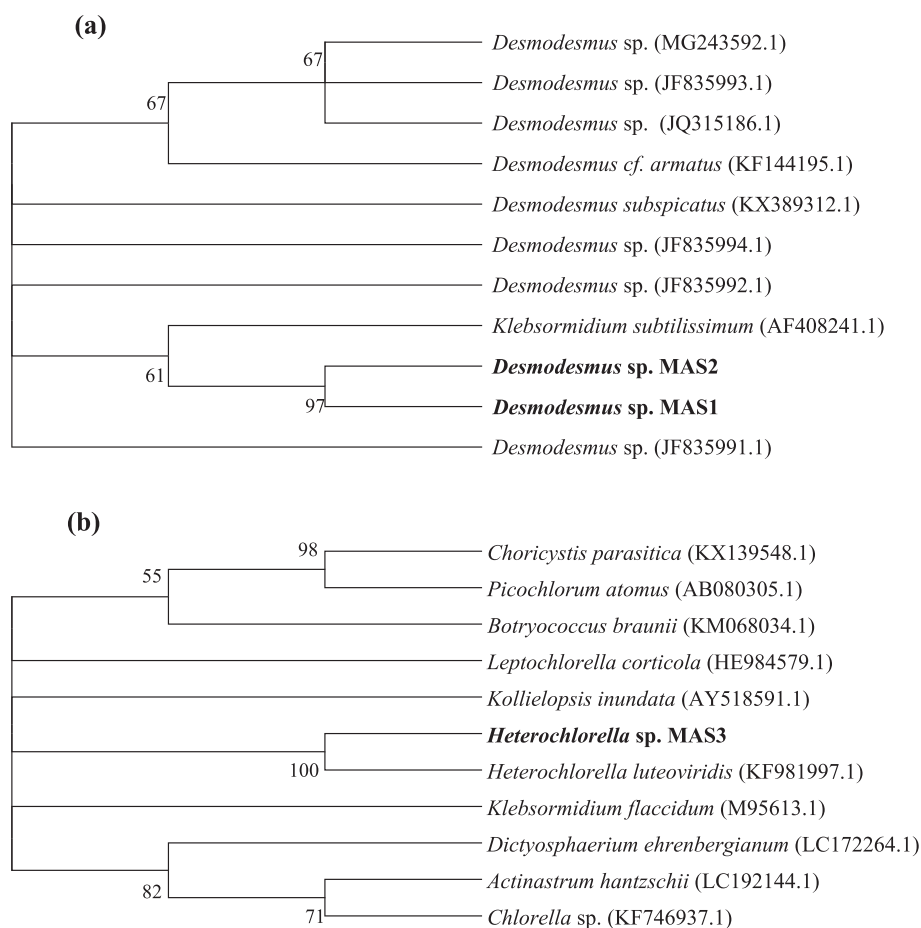 (a)
67
Desmodesmus sp. (MG243592.1)
Desmodesmus sp. (JF835993.1)
67
Desmodesmus sp. (JQ315186.1)
Desmodesmus cf. armatus (KF144195.1)
Desmodesmus subspicatus (KX389312.1)
Desmodesmus sp. (JF835994.1)
Desmodesmus sp. (JF835992.1)
Klebsormidium subtilissimum (AF408241.1)
61
Desmodesmus sp. MAS2
97
Desmodesmus sp. MAS1
Desmodesmus sp. (JF835991.1)
(b)
98
Choricystis parasitica (KX139548.1)
55
Picochlorum atomus (AB080305.1)
Botryococcus braunii (KM068034.1)
Leptochlorella corticola (HE984579.1)
Kollielopsis inundata (AY518591.1)
Heterochlorella sp. MAS3
100
Heterochlorella luteoviridis (KF981997.1)
Klebsormidium flaccidum (M95613.1)
Dictyosphaerium ehrenbergianum (LC172264.1)
82
Actinastrum hantzschii (LC192144.1)
71
Chlorella sp. (KF746937.1)